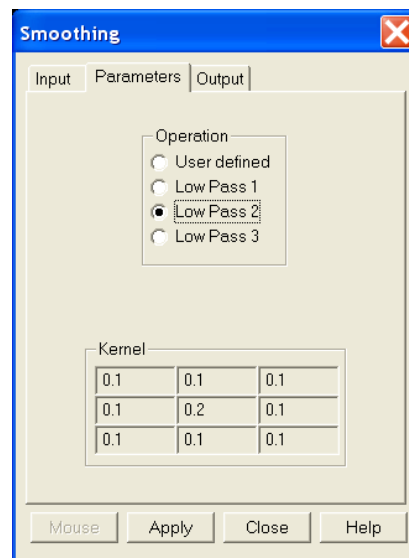 Smoothing
Input Parameters Output
Operation
User defined
Low Pass 1
Low Pass 2
Low Pass 3
Kernel
0.1 0.1 0.1
0.1 0.2 0.1
0.1 0.1 0.1
Mouse Apply Close Help